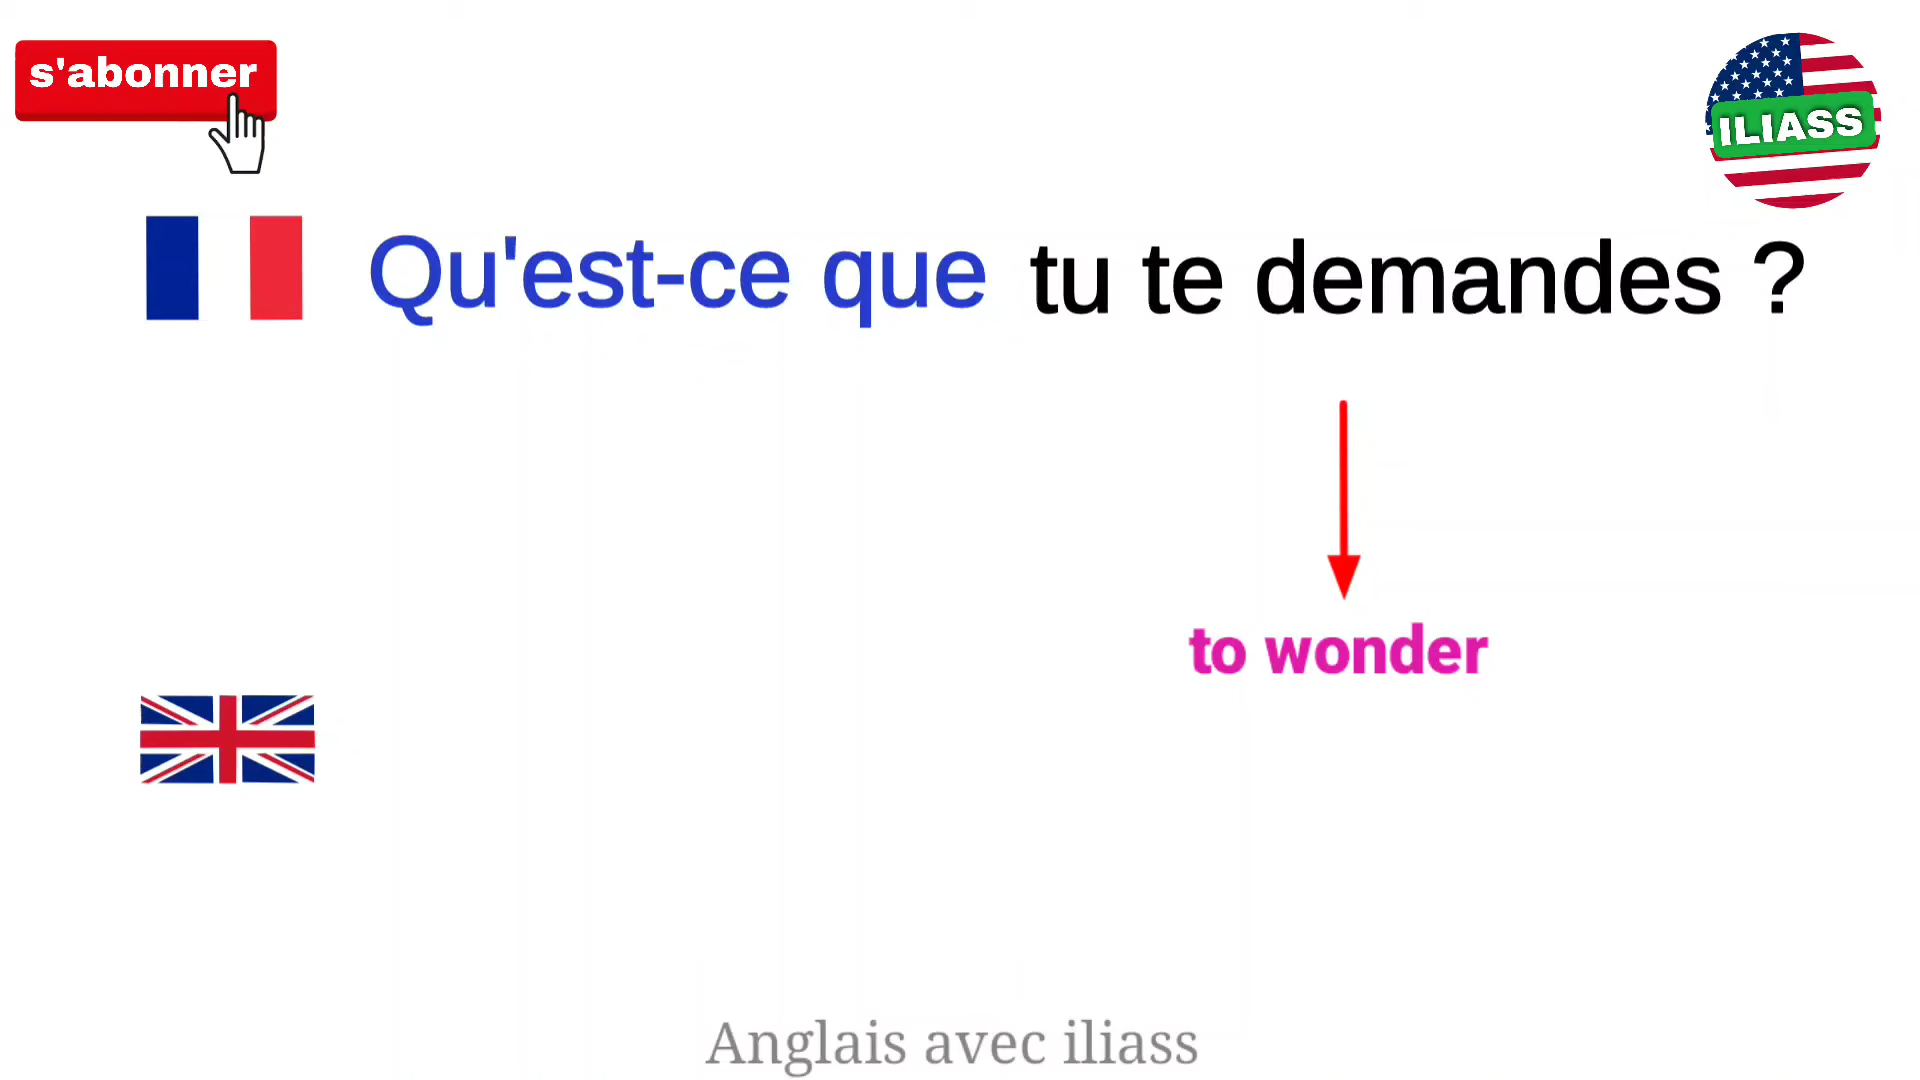 s'abonner
ILIASS
Qu'est-ce que tu te demandes ?
to wonder
Anglais avec iliass